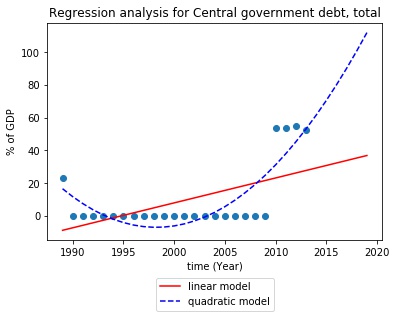 Regression analysis for Central government debt, total
% of GDP
100
80
60
40
20
0
1990 1995 2000 2005 2010 2015 2020
time (Year)
linear model
quadratic model